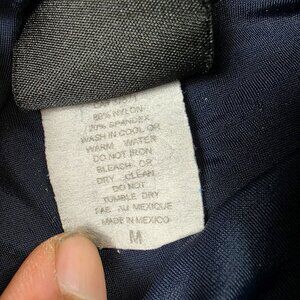 80% NYLON
20% SPANDEX
WASH IN COOL OR
WARM WATER
DO NOT IRON
BLEACH OR
DRY CLEAN
DO NOT
TUMBLE DRY
FAB. AU MEXIQUE
MADE IN MEXICO
M